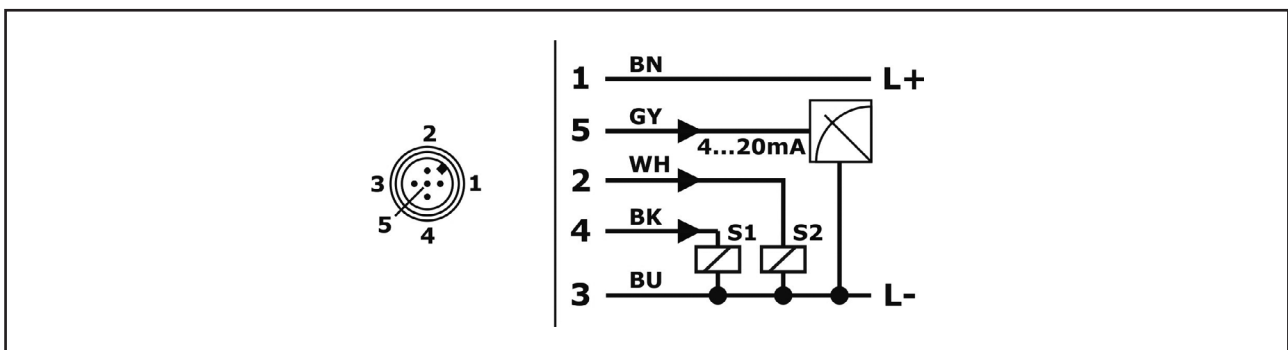 2
3 1
5
4
1 BN L+
5 GY
4...20mA
2 WH
4 BK S1 S2
3 BU L-